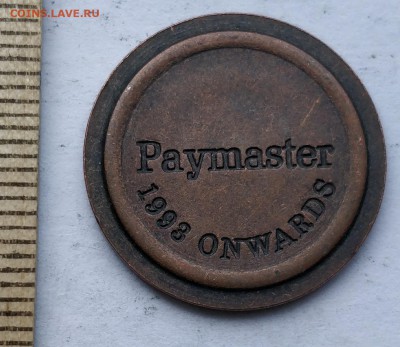 COINS.LAVE.RU
Paymaster
1993 ONWARDS